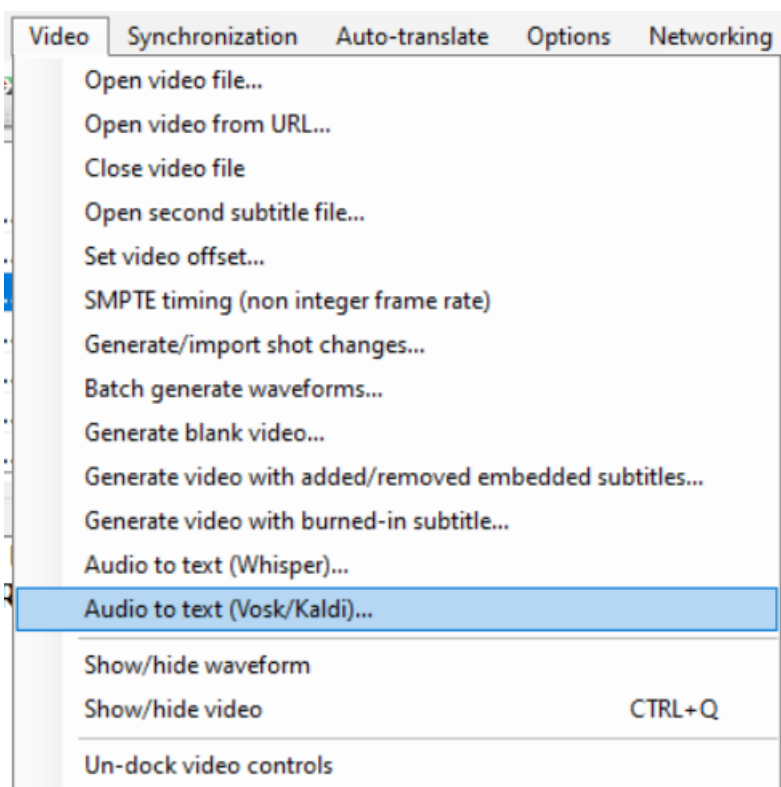 Video Synchronization Auto-translate Options Networking
Open video file...
Open video from URL...
Close video file
Open second subtitle file...
Set video offset...
SMPTE timing (non integer frame rate)
Generate/import shot changes...
Batch generate waveforms...
Generate blank video...
Generate video with added/removed embedded subtitles...
Generate video with burned-in subtitle...
Audio to text (Whisper)...
Audio to text (Vosk/Kaldi)...
Show/hide waveform
Show/hide video CTRL+Q
Un-dock video controls